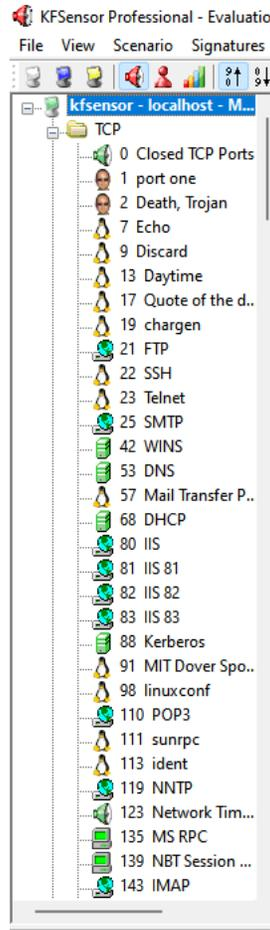 KFSensor Professional - Evaluatio
File View Scenario Signatures
kfsensor - localhost - M...
TCP
0 Closed TCP Ports
1 port one
2 Death, Trojan
7 Echo
9 Discard
13 Daytime
17 Quote of the d..
19 chargen
21 FTP
22 SSH
23 Telnet
25 SMTP
42 WINS
53 DNS
57 Mail Transfer P..
68 DHCP
80 IIS
81 IIS 81
82 IIS 82
83 IIS 83
88 Kerberos
91 MIT Dover Spo..
98 linuxconf
110 POP3
111 sunrpc
113 ident
119 NNTP
123 Network Tim...
135 MS RPC
139 NBT Session ...
143 IMAP